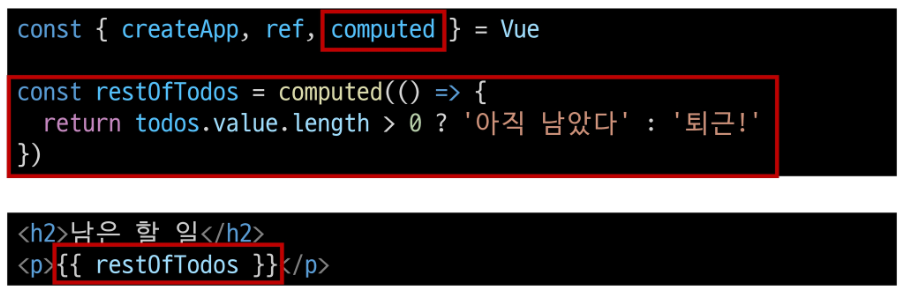 const { createApp, ref, computed } = Vue
const restOfTodos = computed(() => {
  return todos.value.length > 0 ? '아직 남았다' : '퇴근!'
})
<h2>남은 할 일</h2>
<p>{{ restOfTodos }}</p>